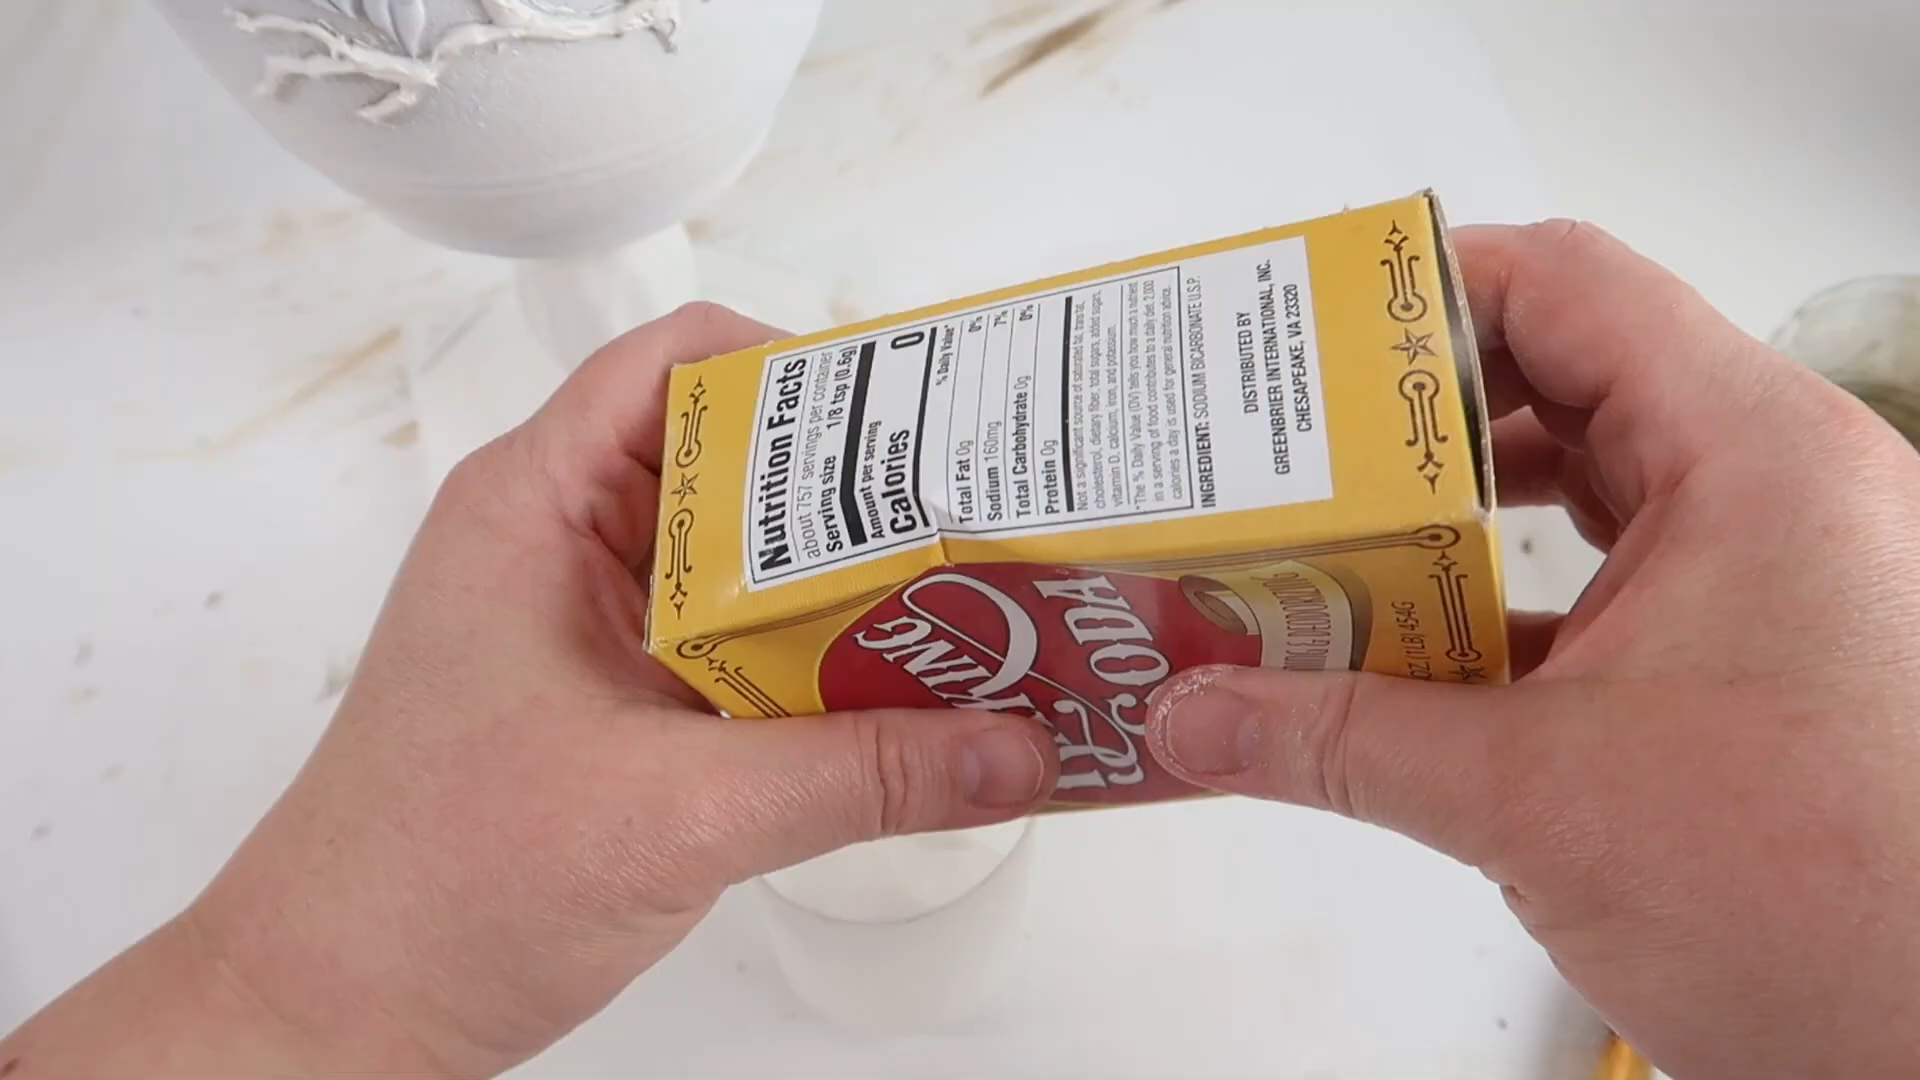 Nutrition Facts
about 757 servings per container
Serving size 1/8 tsp (0.6g)
Amount per serving
Calories 0
% Daily Value*
Total Fat 0g 0%
Sodium 160mg 7%
Total Carbohydrate 0g 0%
Protein 0g
Not a significant source of saturated fat, trans fat,
cholesterol, dietary fiber, total sugars, added sugars,
vitamin D, calcium, iron, and potassium.
*The % Daily Value (DV) tells you how much a nutrient
in a serving of food contributes to a daily diet. 2,000
calories a day is used for general nutrition advice.
INGREDIENT: SODIUM BICARBONATE U.S.P.
DISTRIBUTED BY
GREENBRIER INTERNATIONAL, INC.
CHESAPEAKE, VA 23320
SODA
& DEODORIZING
OZ (1LB) 454G